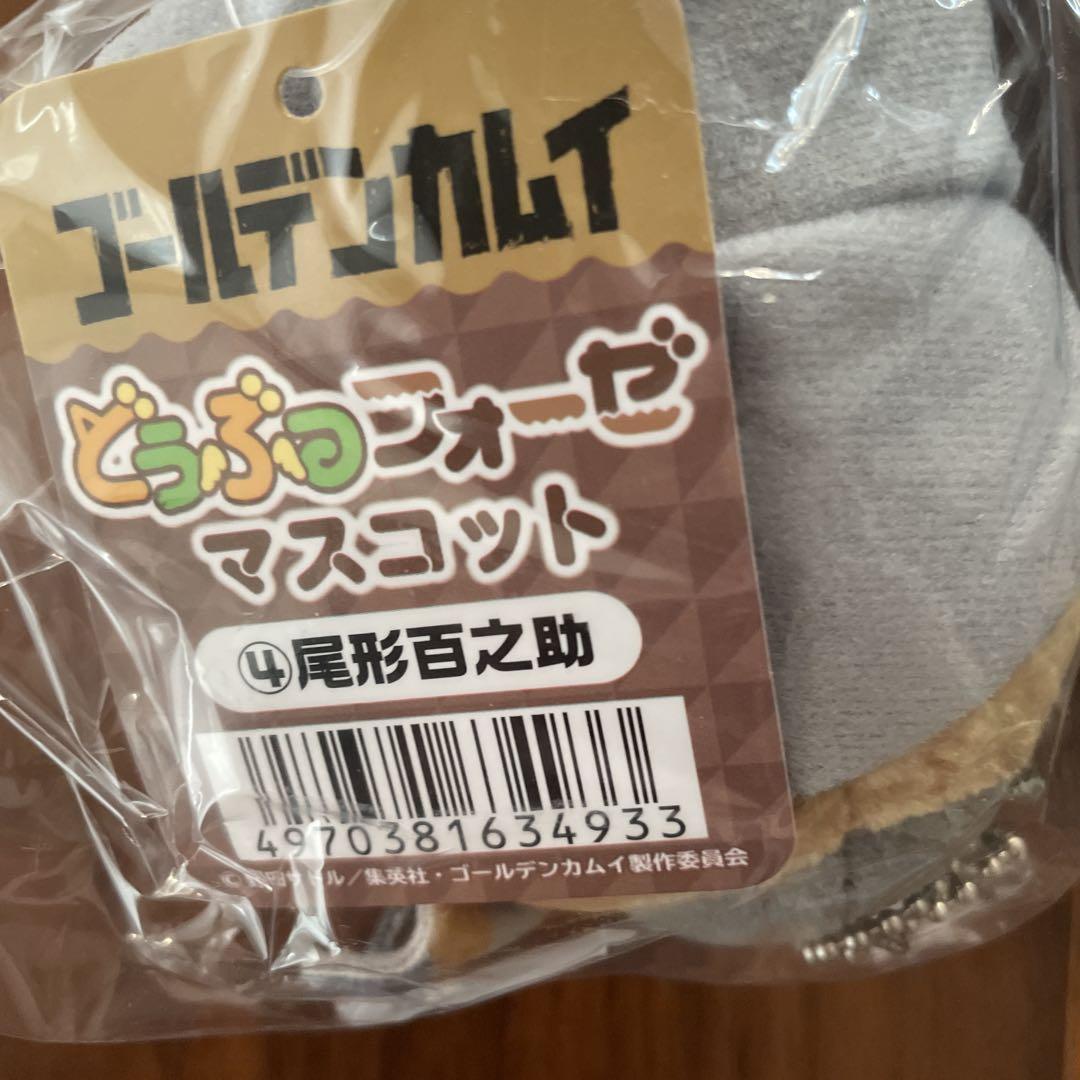 ゴールデンカムイ
どうぶつフォーゼ
マスコット
④尾形百之助
4970381634933
© 野田サトル／集英社・ゴールデンカムイ製作委員会